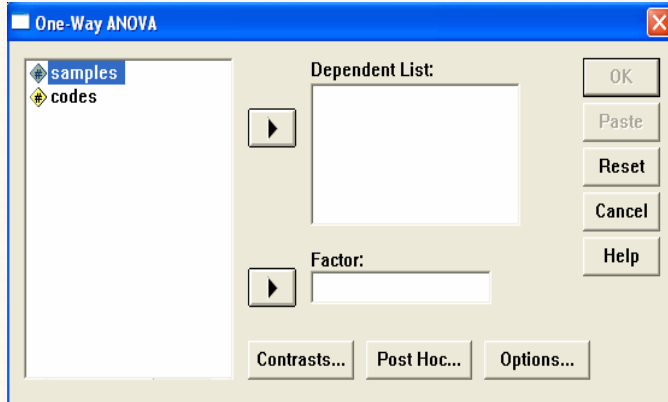 One-Way ANOVA
samples
codes
Dependent List:
Factor:
OK
Paste
Reset
Cancel
Help
Contrasts...
Post Hoc...
Options...